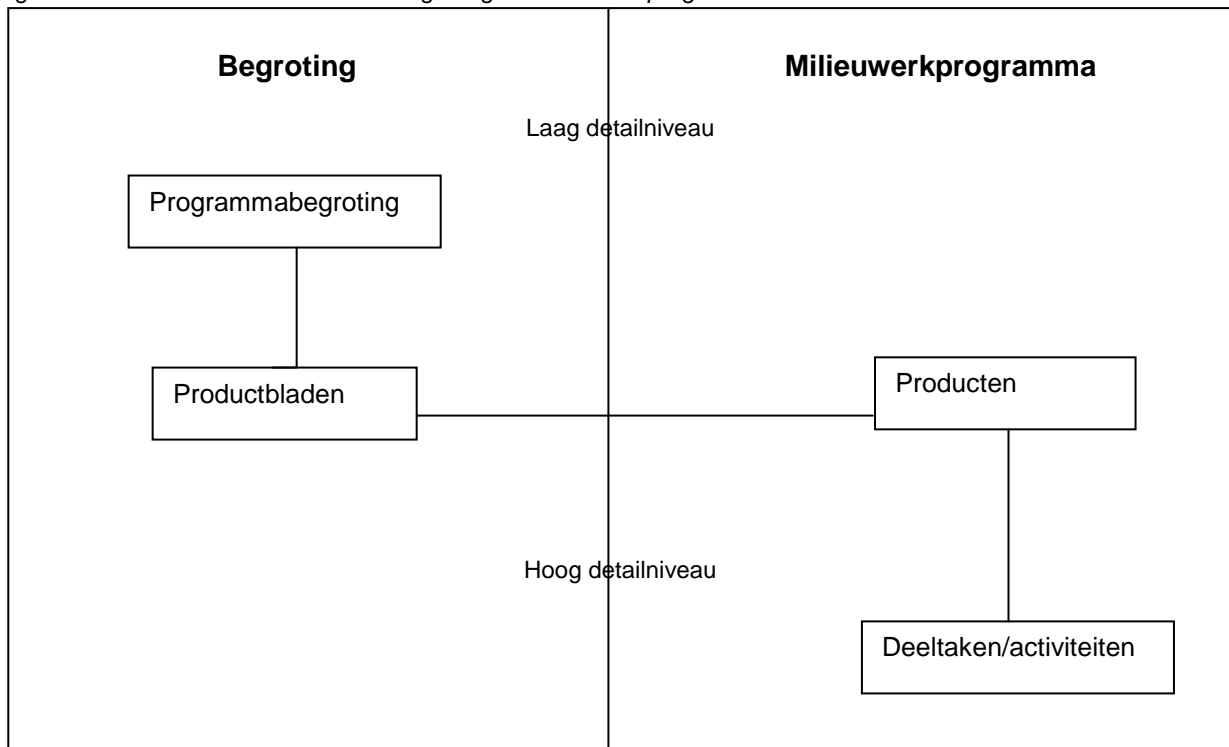 Begroting
Milieuwerkprogramma
Laag detailniveau
Programmabegroting
Productbladen
Producten
Hoog detailniveau
Deeltaken/activiteiten